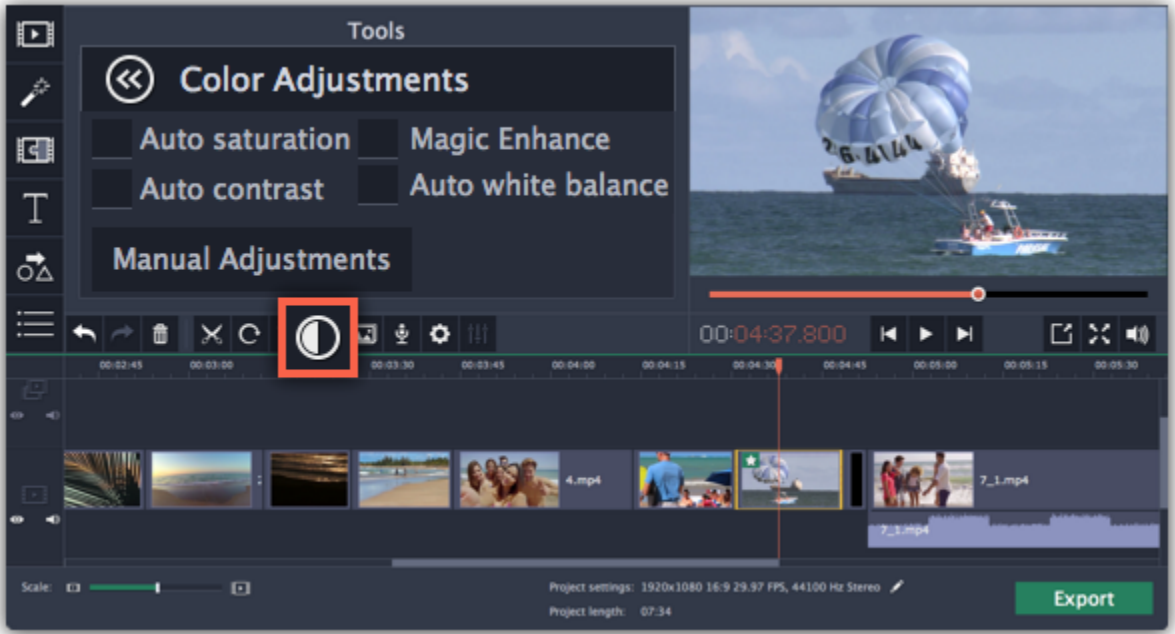 Tools
Color Adjustments
Auto saturation
Magic Enhance
Auto contrast
Auto white balance
Manual Adjustments
00:04:37.800
00:02:45 00:03:00 00:03:30 00:03:45 00:04:00 00:04:15 00:04:30 00:04:45 00:05:00 00:05:15 00:05:30
4.mp4
7_1.mp4
7_1.mp4
Scale:
Project settings: 1920x1080 16:9 29.97 FPS, 44100 Hz Stereo
Project length: 07:34
Export